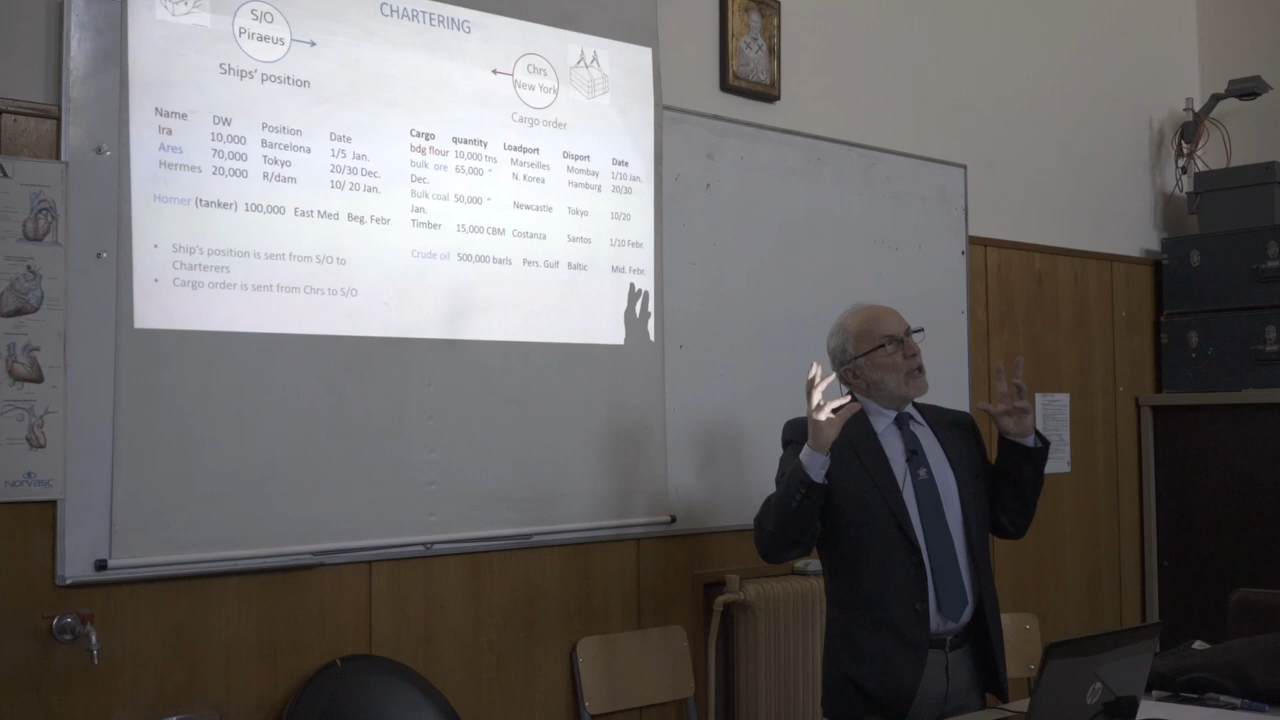 CHARTERING
S/O
Piraeus
Ships' position
Chrs
New York
Cargo order
Name DW Position Date
Ira 10,000 Barcelona 1/5 Jan.
Ares 70,000 Tokyo 20/30 Dec.
Hermes 20,000 R/dam 10/ 20 Jan.
Homer (tanker) 100,000 East Med Beg. Febr.
• Ship's position is sent from S/O to
Charterers
• Cargo order is sent from Chrs to S/O
Cargo quantity Loadport Disport Date
bdg flour 10,000 tns Marseilles Mombay 1/10 Jan.
bulk ore 65,000 " N. Korea Hamburg 20/30
Dec.
Bulk coal 50,000 " Newcastle Tokyo 10/20
Jan.
Timber 15,000 CBM Costanza Santos 1/10 Febr.
Crude oil 500,000 barls Pers. Gulf Baltic Mid. Febr.
NORVASC
hp